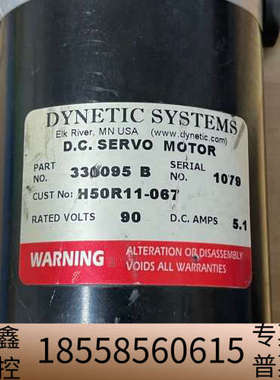 DYNETIC SYSTEMS
Elk River, MN USA (www.dynetic.com)
D.C. SERVO MOTOR
PART NO. 330095 B SERIAL NO. 1079
CUST No: H50R11-067
RATED VOLTS 90 D.C. AMPS 5.1
WARNING ALTERATION OR DISASSEMBLY
VOIDS ALL WARRANTIES
鑫 专
控 18558560615 普